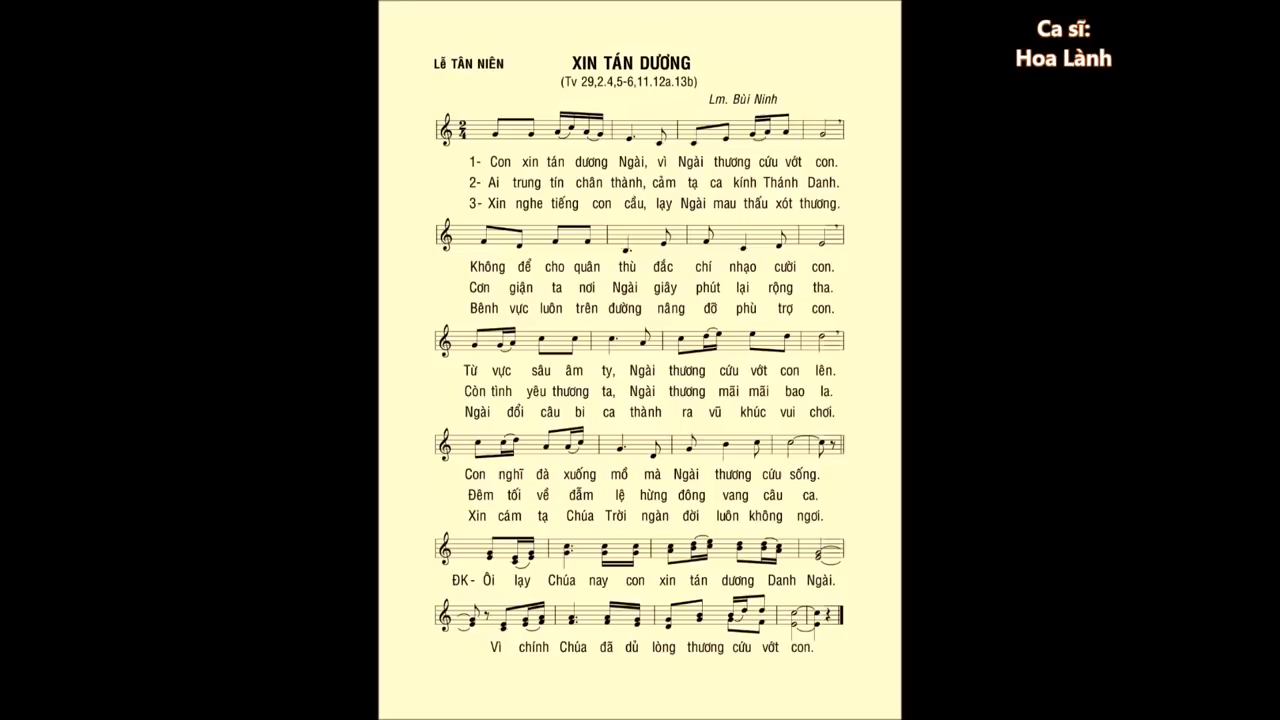 Ca sĩ:
Hoa Lành
Lễ TÂN NIÊN
XIN TÁN DƯƠNG
(Tv 29,2.4,5-6,11.12a.13b)
Lm. Bùi Ninh
1- Con xin tán dương Ngài, vì Ngài thương cứu vớt con.
2- Ai trung tín chân thành, cảm tạ ca kính Thánh Danh.
3- Xin nghe tiếng con cầu, lạy Ngài mau thấu xót thương.
Không để cho quân thù đắc chí nhạo cười con.
Cơn giận ta nơi Ngài giây phút lại rộng tha.
Bênh vực luôn trên đường nâng đỡ phù trợ con.
Từ vực sâu âm ty, Ngài thương cứu vớt con lên.
Còn tình yêu thương ta, Ngài thương mãi mãi bao la.
Ngài đổi câu bi ca thành ra vũ khúc vui chơi.
Con nghĩ đà xuống mồ mà Ngài thương cứu sống.
Đêm tối về đẫm lệ hừng đông vang câu ca.
Xin cám tạ Chúa Trời ngàn đời luôn không ngơi.
ĐK- Ôi lạy Chúa nay con xin tán dương Danh Ngài.
Vì chính Chúa đã dủ lòng thương cứu vớt con.